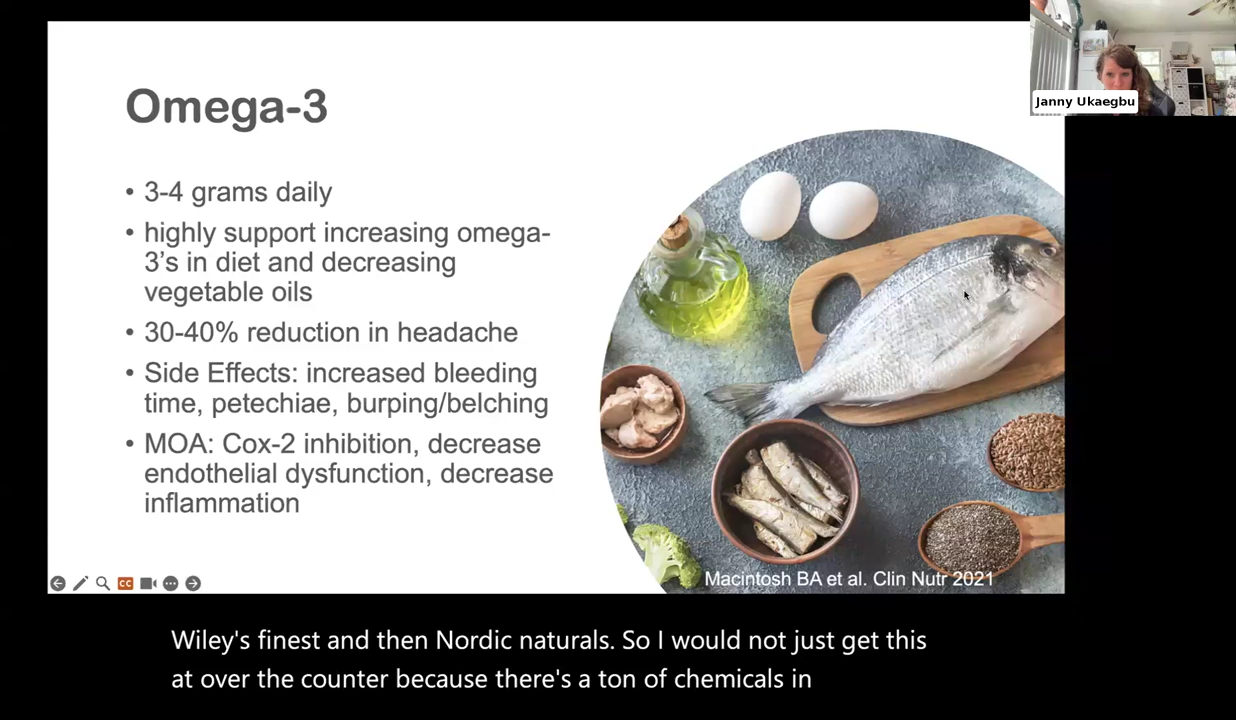 Omega-3
Janny Ukaegbu
• 3-4 grams daily
• highly support increasing omega-
3’s in diet and decreasing
vegetable oils
• 30-40% reduction in headache
• Side Effects: increased bleeding
time, petechiae, burping/belching
• MOA: Cox-2 inhibition, decrease
endothelial dysfunction, decrease
inflammation
Macintosh BA et al. Clin Nutr 2021
CC
Wiley's finest and then Nordic naturals. So I would not just get this
at over the counter because there's a ton of chemicals in